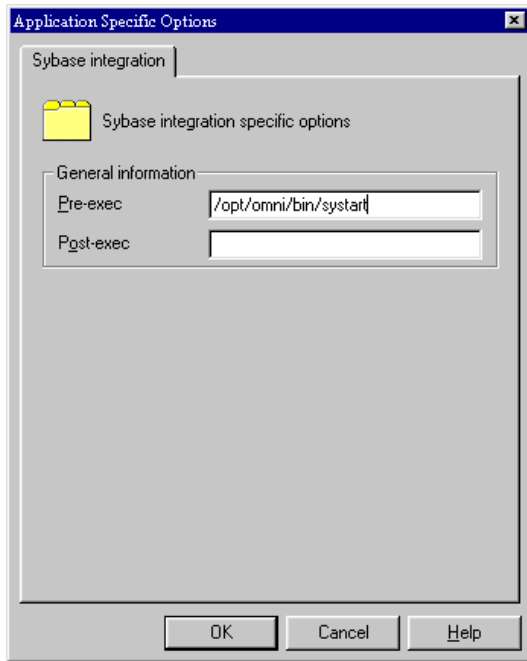 Application Specific Options
Sybase integration
Sybase integration specific options
General information
Pre-exec
/opt/omni/bin/systart
Post-exec
OK
Cancel
Help